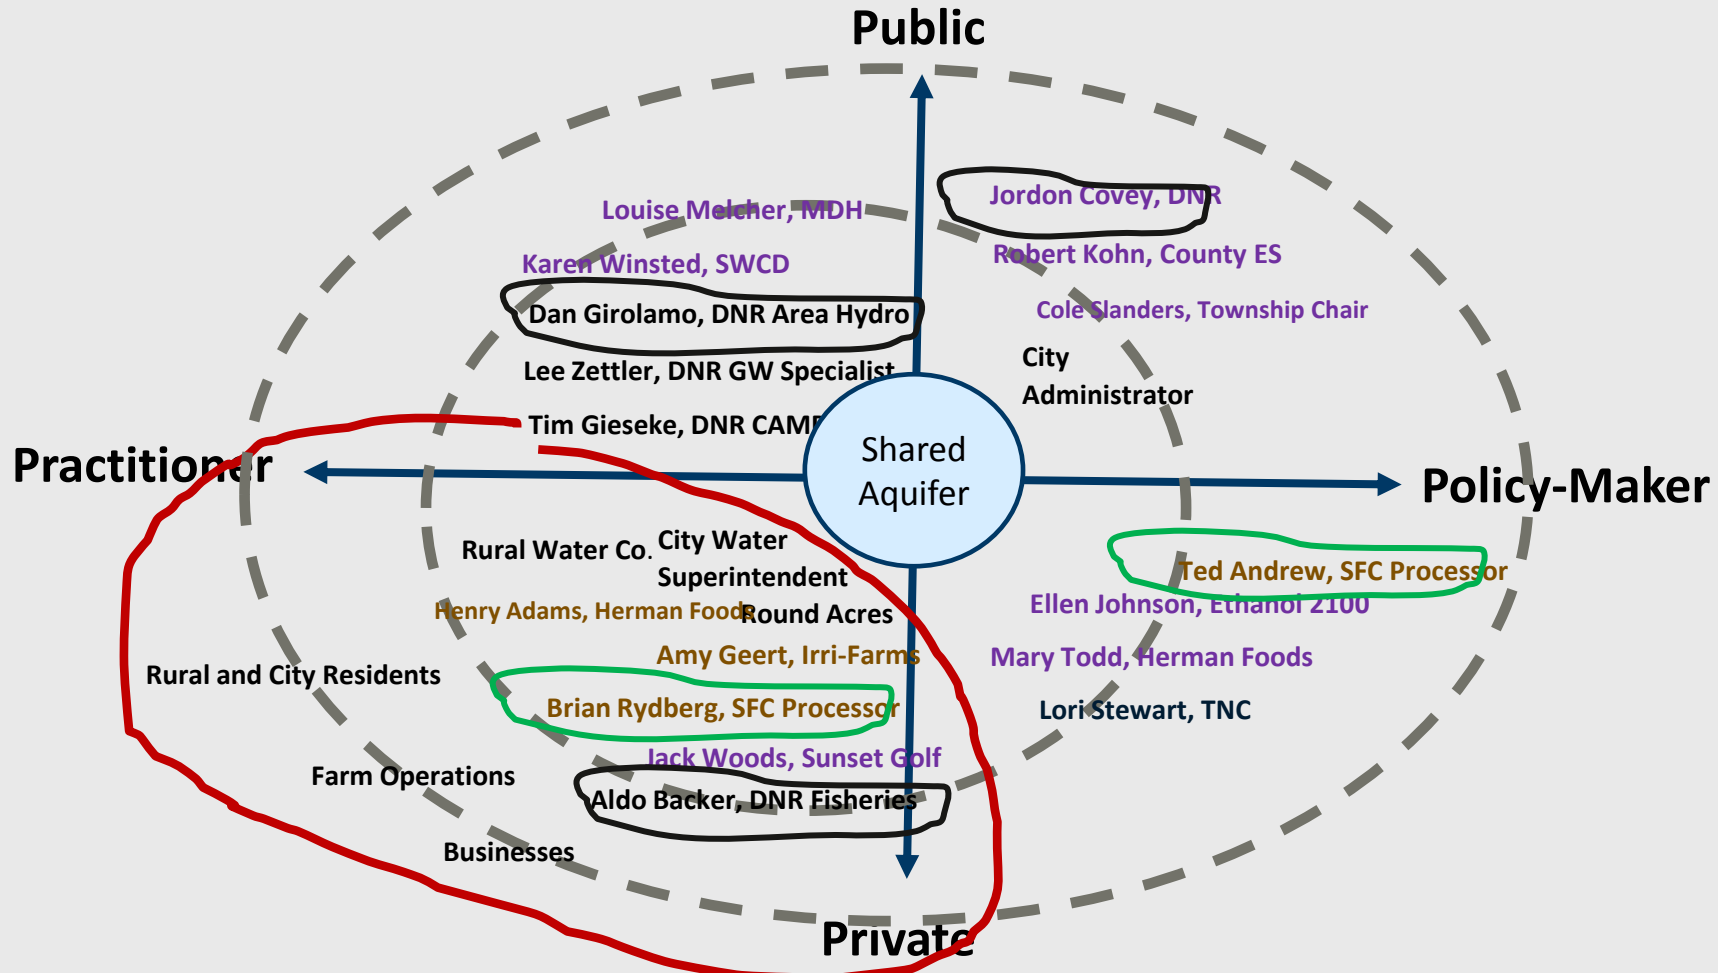 Public
Louise Melcher, MDH
Jordon Covey, DNR
Karen Winsted, SWCD
Robert Kohn, County ES
Dan Girolamo, DNR Area Hydro
Cole Slanders, Township Chair
Lee Zettler, DNR GW Specialist
City
Administrator
Tim Gieseke, DNR CAMP
Practitioner
Shared
Aquifer
Policy-Maker
Rural Water Co.
City Water
Superintendent
Ted Andrew, SFC Processor
Henry Adams, Herman Foods
Round Acres
Ellen Johnson, Ethanol 2100
Amy Geert, Irri-Farms
Mary Todd, Herman Foods
Rural and City Residents
Brian Rydberg, SFC Processor
Lori Stewart, TNC
Jack Woods, Sunset Golf
Farm Operations
Aldo Backer, DNR Fisheries
Businesses
Private